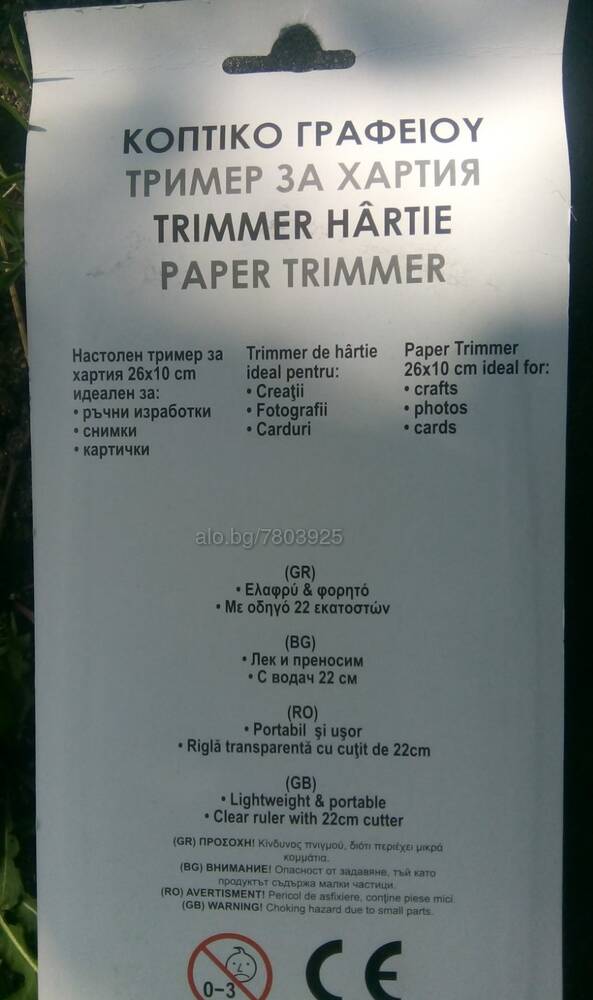 ΚΟΠΤΙΚΟ ΓΡΑΦΕΙΟΥ
ТРИМЕР ЗА ХАРТИЯ
TRIMMER HÂRTIE
PAPER TRIMMER
Настолен тример за
хартия 26x10 cm
идеален за:
• ръчни изработки
• снимки
• картички
Trimmer de hârtie
ideal pentru:
• Creaţii
• Fotografii
• Carduri
Paper Trimmer
26x10 cm ideal for:
• crafts
• photos
• cards
alo.bg/7803925
(GR)
• Ελαφρύ & φορητό
• Με οδηγό 22 εκατοστών
(BG)
• Лек и преносим
• С водач 22 см
(RO)
• Portabil şi uşor
• Riglă transparentă cu cuţit de 22cm
(GB)
• Lightweight & portable
• Clear ruler with 22cm cutter
(GR) ΠΡΟΣΟΧΗ! Κίνδυνος πνιγμού, διότι περιέχει μικρά
κομμάτια.
(BG) ВНИМАНИЕ! Опасност от задавяне, тъй като
продуктът съдържа малки частици.
(RO) AVERTISMENT! Pericol de asfixiere, conţine piese mici
(GB) WARNING! Choking hazard due to small parts.
0-3
CE